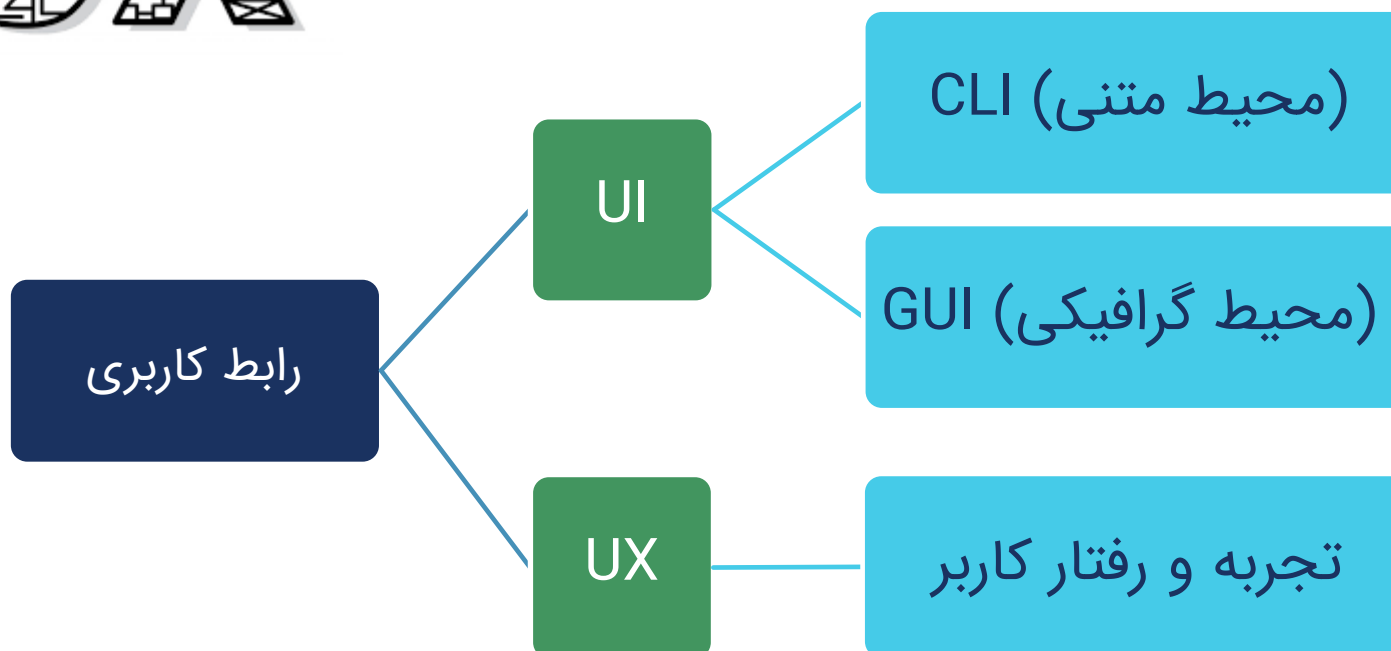 رابط کاربری
UI
CLI (محیط متنی)
GUI (محیط گرافیکی)
UX
تجربه و رفتار کاربر